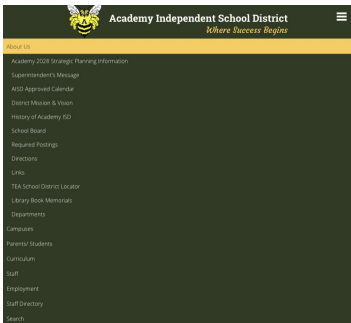 Academy Independent School District
Where Success Begins
About Us
Academy 2028 Strategic Planning Information
Superintendent's Message
AISD Approved Calendar
District Mission & Vision
History of Academy ISD
School Board
Required Postings
Directions
Links
TEA School District Locator
Library Book Memorials
Departments
Campuses
Parents/ Students
Curriculum
Staff
Employment
Staff Directory
Search